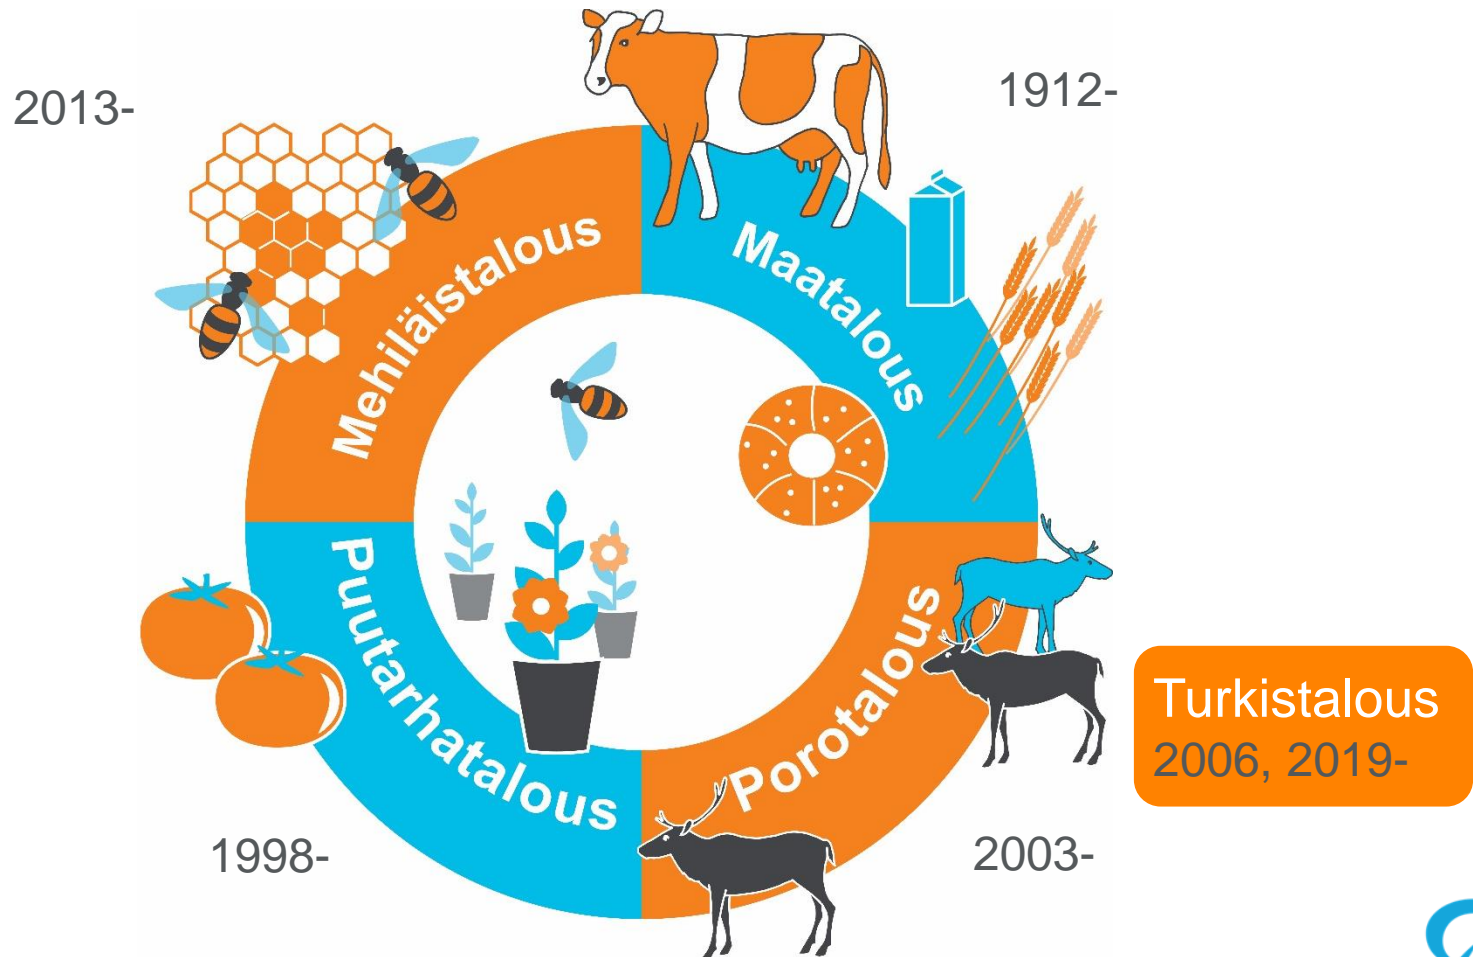 2013-
1912-
Mehiläistalous
Maatalous
Puutarhatalous
Porotalous
Turkistalous
2006, 2019-
1998-
2003-